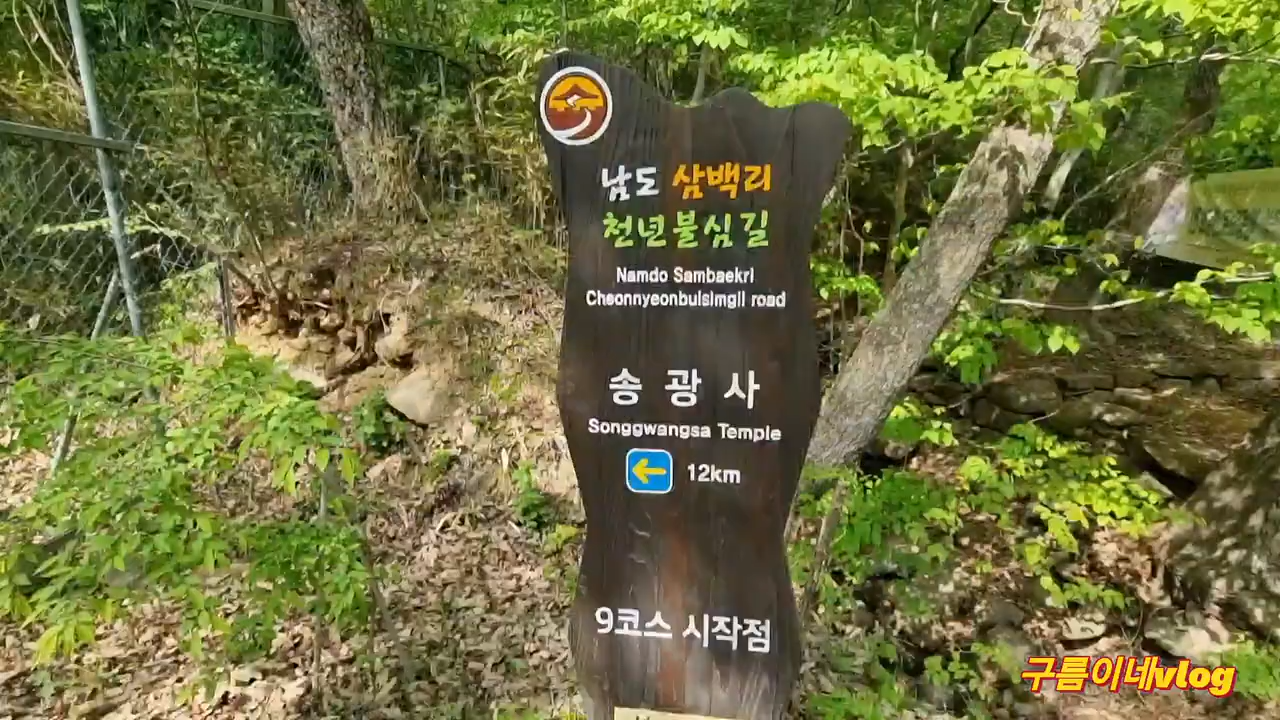 남도 삼백리
천년불심길
Namdo Sambaekri
Cheonnyeonbulsimgil road
송광사
Songgwangsa Temple
12km
9코스 시작점
구름이네vlog